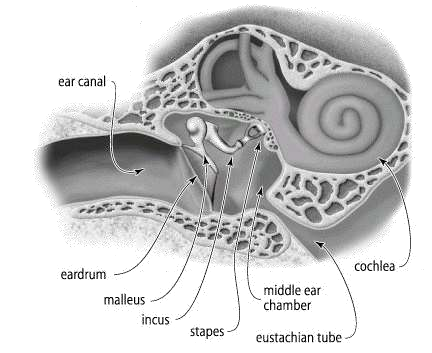 ear canal
eardrum
malleus
incus
stapes
middle ear
chamber
eustachian tube
cochlea